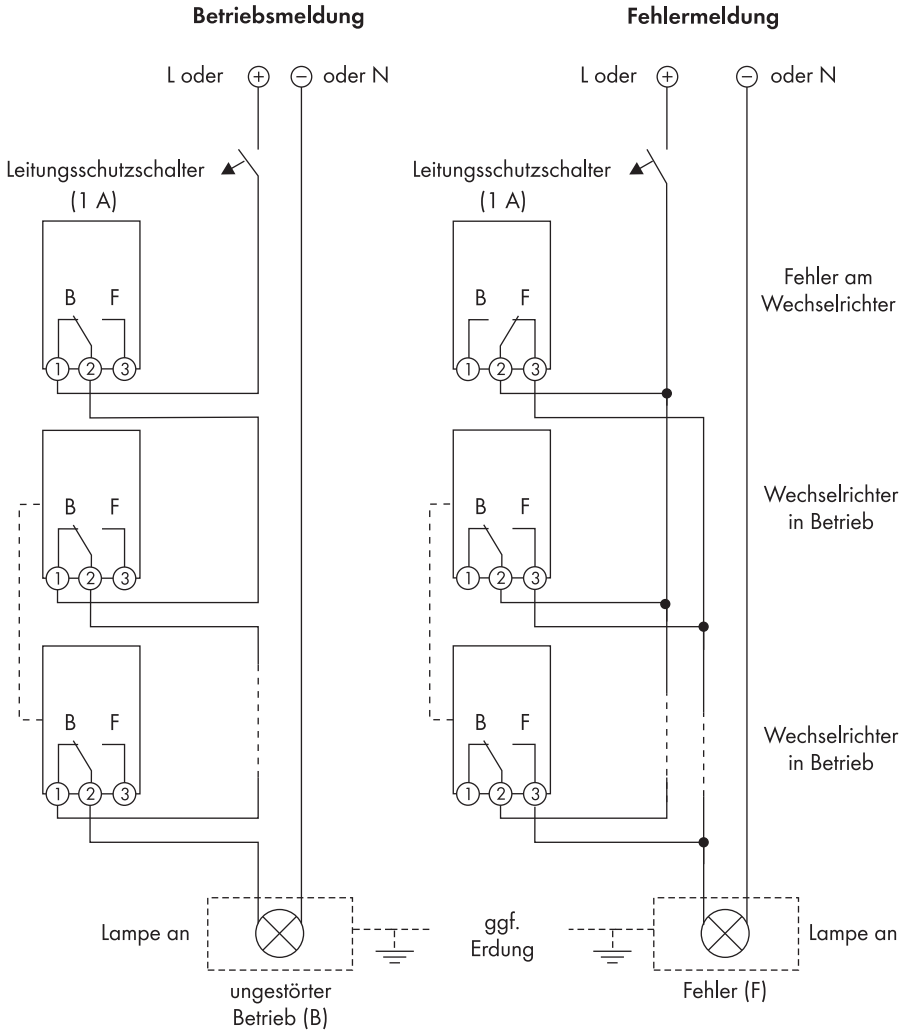 Betriebsmeldung
Fehlermeldung
L oder + − oder N
L oder + − oder N
Leitungsschutzschalter
(1 A)
Leitungsschutzschalter
(1 A)
B F
1 2 3
B F
1 2 3
Fehler am
Wechselrichter
B F
1 2 3
B F
1 2 3
Wechselrichter
in Betrieb
B F
1 2 3
B F
1 2 3
Wechselrichter
in Betrieb
Lampe an
ggf.
Erdung
Lampe an
ungestörter
Betrieb (B)
Fehler (F)